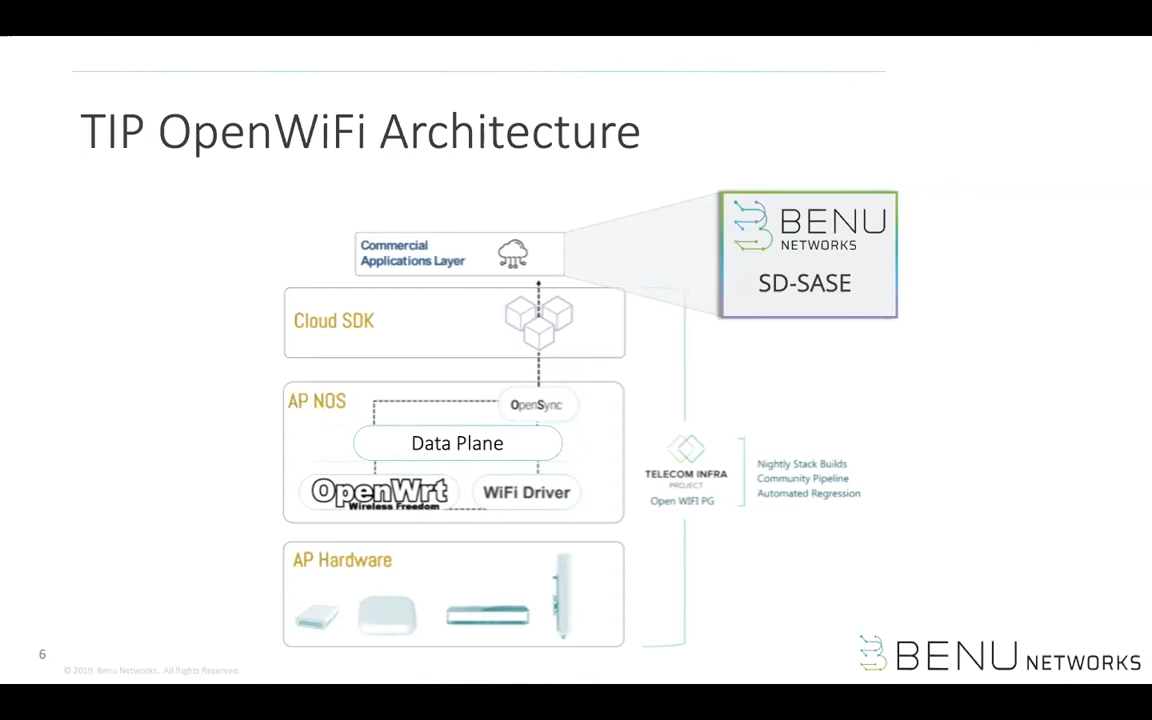 TIP OpenWiFi Architecture
BENU
NETWORKS
SD-SASE
Commercial
Applications Layer
Cloud SDK
AP NOS
OpenSync
Data Plane
OpenWrt
Wireless Freedom
WiFi Driver
TELECOM INFRA
PROJECT
Open WIFI PG
Nightly Stack Builds
Community Pipeline
Automated Regression
AP Hardware
6
© 2019, Benu Networks. All Rights Reserved.
BENU NETWORKS